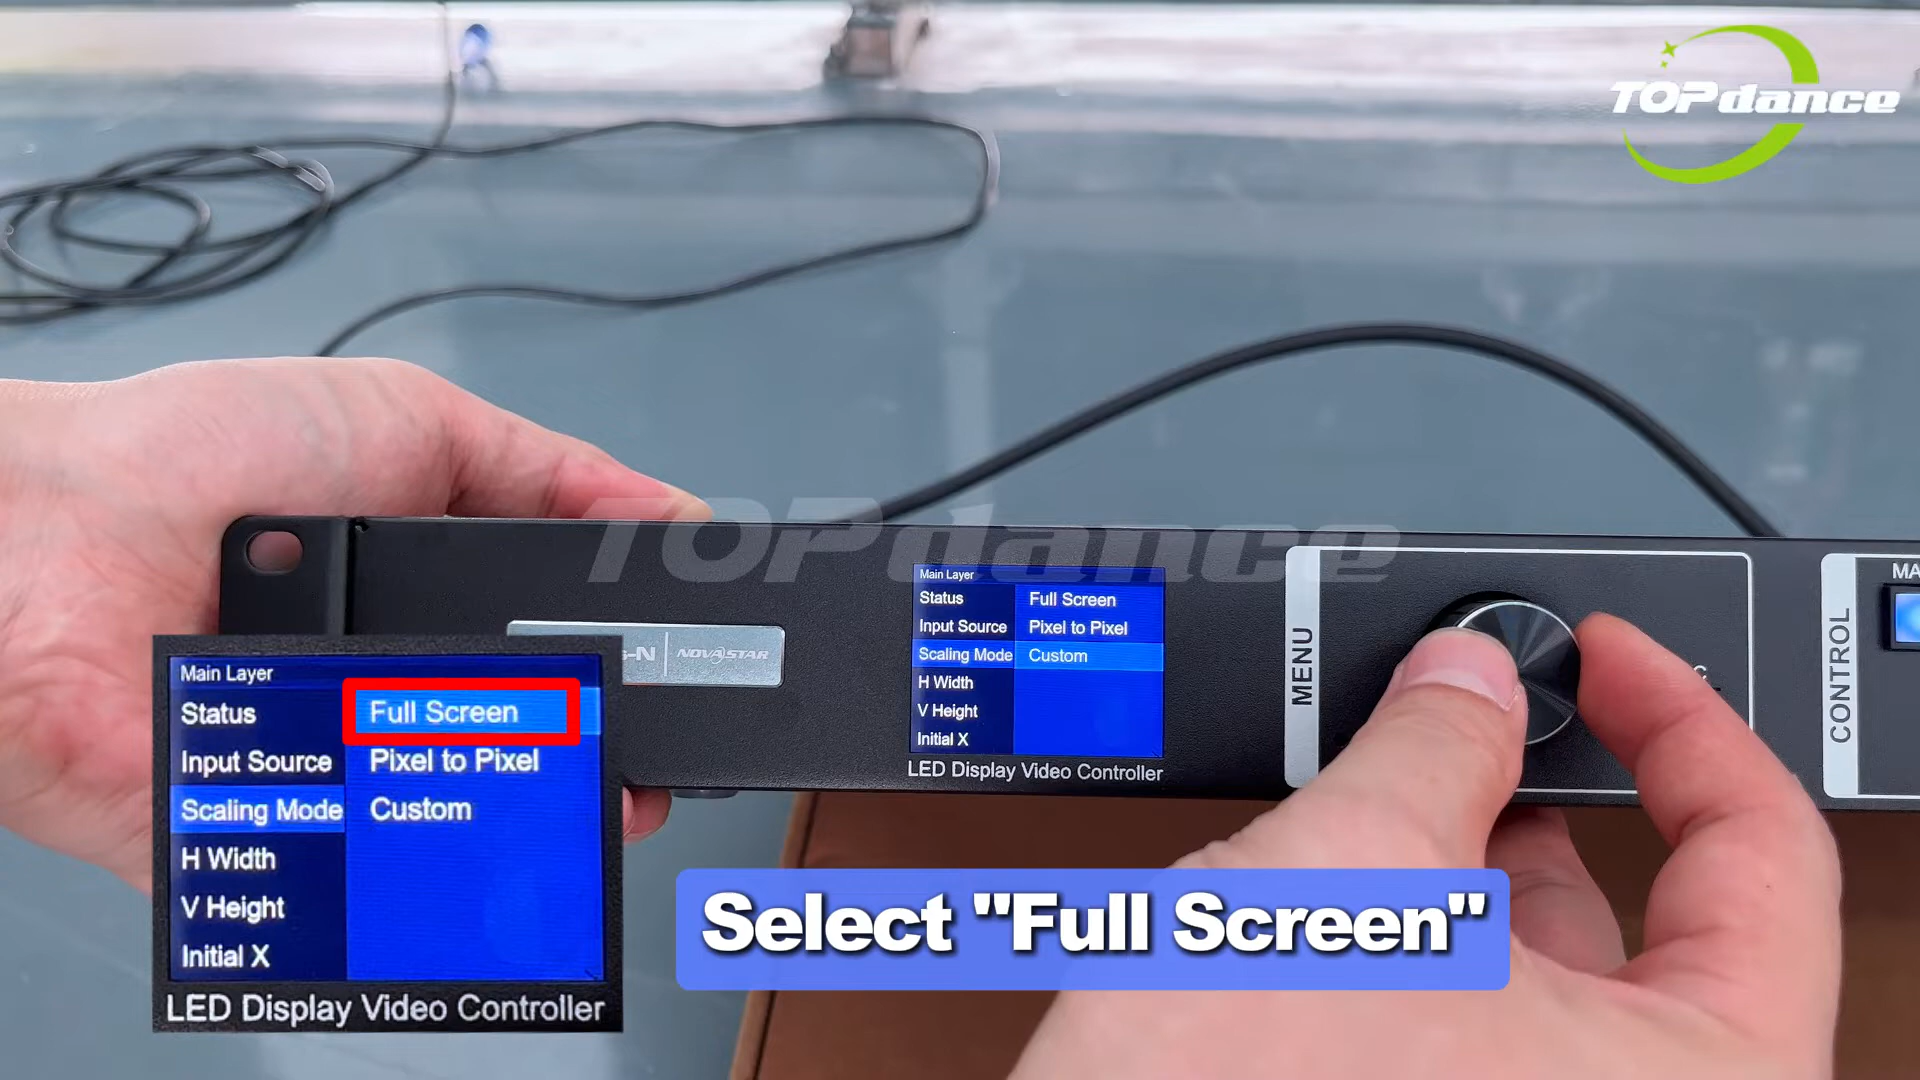 TOPdance
TOPdance
NOVASTAR
Main Layer
Status
Full Screen
Input Source
Pixel to Pixel
Scaling Mode
Custom
H Width
V Height
Initial X
LED Display Video Controller
MENU
CONTROL
MA
Main Layer
Status
Full Screen
Input Source
Pixel to Pixel
Scaling Mode
Custom
H Width
V Height
Initial X
LED Display Video Controller
Select "Full Screen"